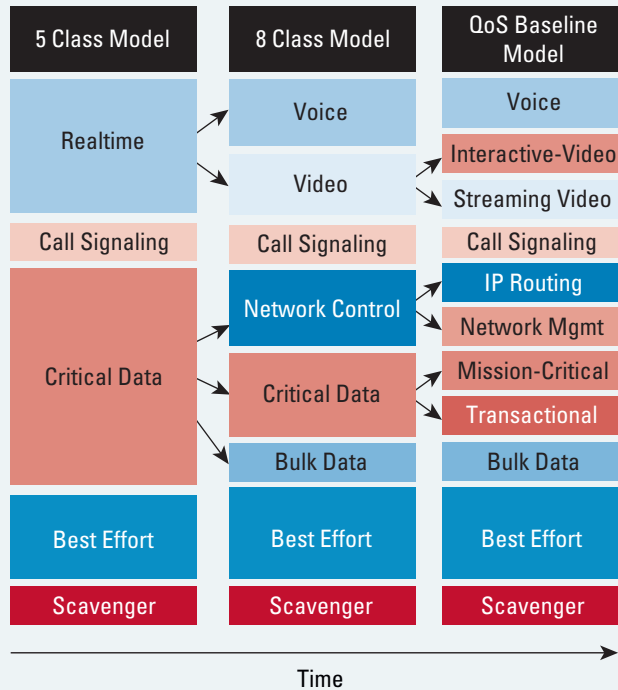 5 Class Model
8 Class Model
QoS Baseline
Model
Realtime
Voice
Voice
Video
Interactive-Video
Streaming Video
Call Signaling
Call Signaling
Call Signaling
Critical Data
Network Control
IP Routing
Network Mgmt
Critical Data
Mission-Critical
Transactional
Bulk Data
Bulk Data
Best Effort
Best Effort
Best Effort
Scavenger
Scavenger
Scavenger
Time